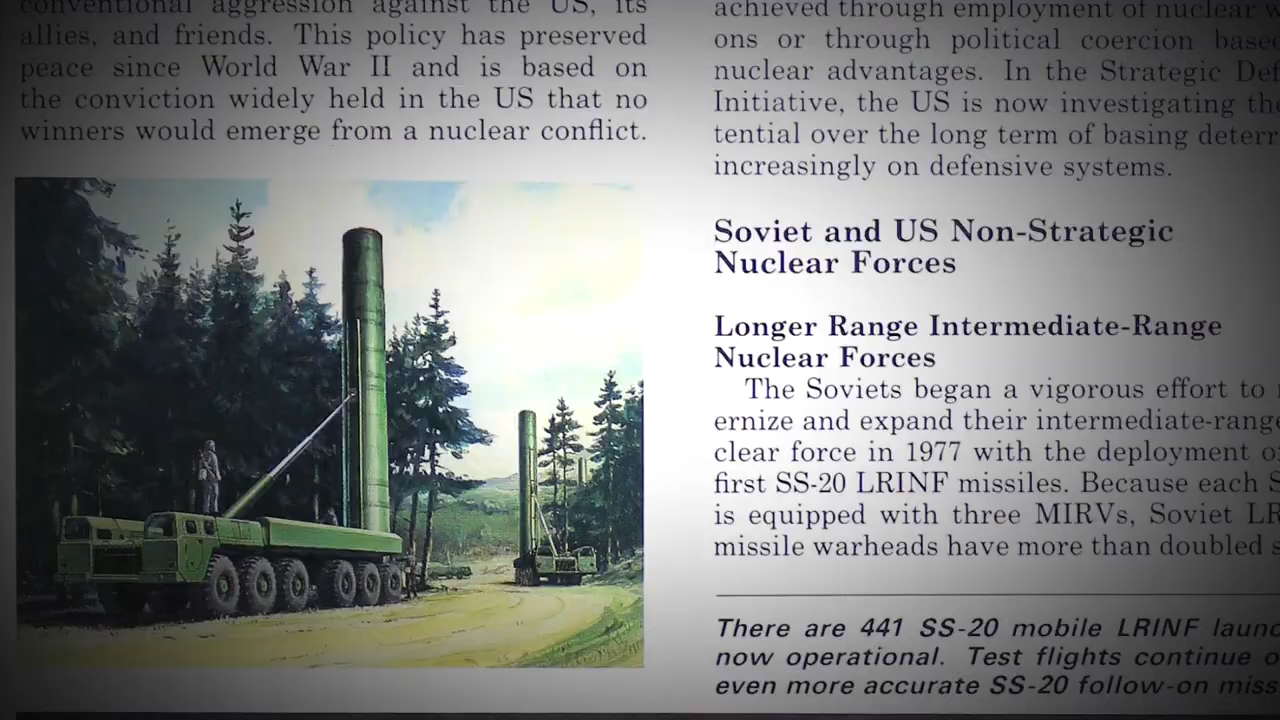 conventional aggression against the US, its
allies, and friends. This policy has preserved
peace since World War II and is based on
the conviction widely held in the US that no
winners would emerge from a nuclear conflict.
achieved through employment of nuclear
ons or through political coercion
nuclear advantages. In the Strategic
Initiative, the US is now investigating
tential over the long term of basing
increasingly on defensive systems.
Soviet and US Non-Strategic
Nuclear Forces
Longer Range Intermediate-Range
Nuclear Forces
The Soviets began a vigorous effort to
ernize and expand their intermediate-range
clear force in 1977 with the deployment
first SS-20 LRINF missiles. Because each
is equipped with three MIRVs, Soviet
missile warheads have more than doubled
There are 441 SS-20 mobile LRINF
now operational. Test flights continue
even more accurate SS-20 follow-on